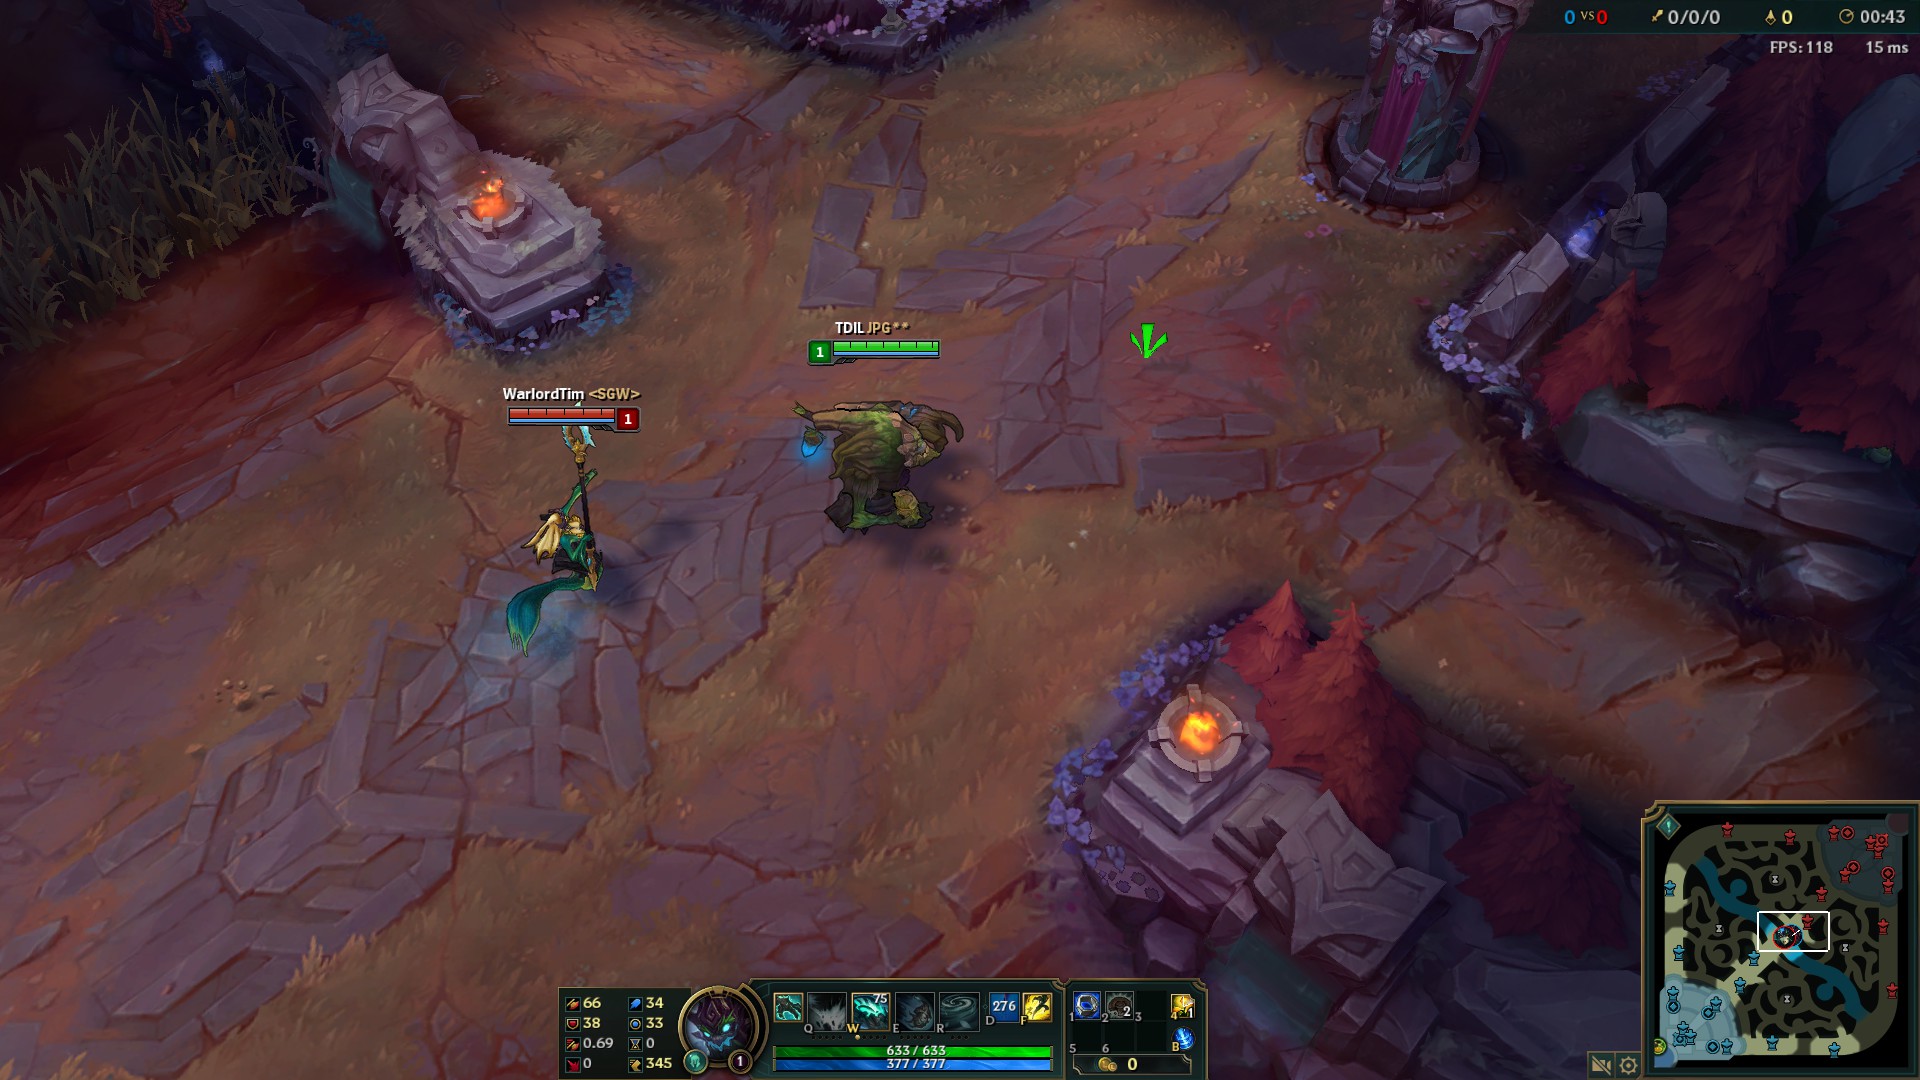 0 VS 0 0/0/0 0 00:43
FPS: 118 15 ms
TDIL JPG**
1
WarlordTim <SGW>
1
66 34
38 33
0.69 0
0 345
1
Q
W 75
E
R
D 276
F
633 / 633
377 / 377
1 2 2 3 4 1
5 6 B
0